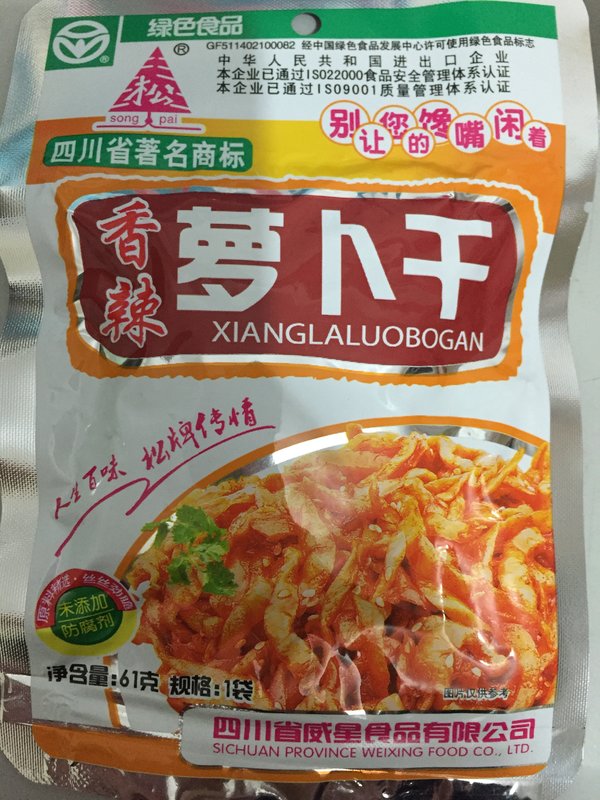 绿色食品
GF511402100082 经中国绿色食品发展中心许可使用绿色食品标志
中华人民共和国进出口企业
本企业已通过ISO22000食品安全管理体系认证
本企业已通过ISO9001质量管理体系认证
松
song pai
四川省著名商标
别让您的馋嘴闲着
香辣
萝卜干
XIANGLALUOBOGAN
人生百味 松牌传情
原料精选·丝丝动脑
未添加
防腐剂
净含量:61克 规格:1袋
图片仅供参考
四川省威星食品有限公司
SICHUAN PROVINCE WEIXING FOOD CO., LTD.